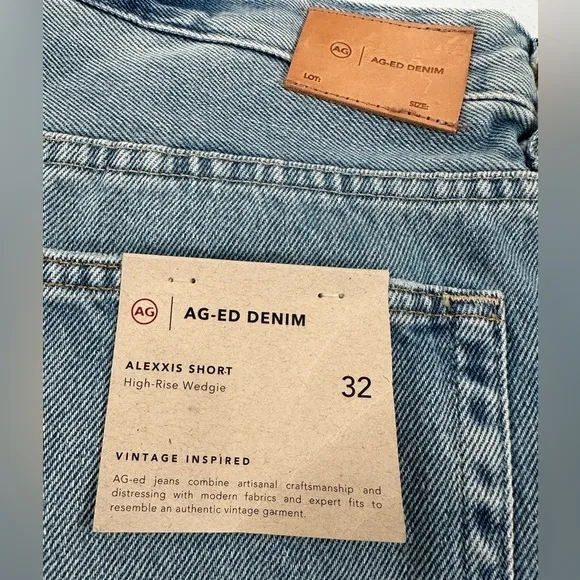 AG | AG-ED DENIM
LOT: SIZE:
AG | AG-ED DENIM
ALEXXIS SHORT
High-Rise Wedgie
32
VINTAGE INSPIRED
AG-ed jeans combine artisanal craftsmanship and
distressing with modern fabrics and expert fits to
resemble an authentic vintage garment.